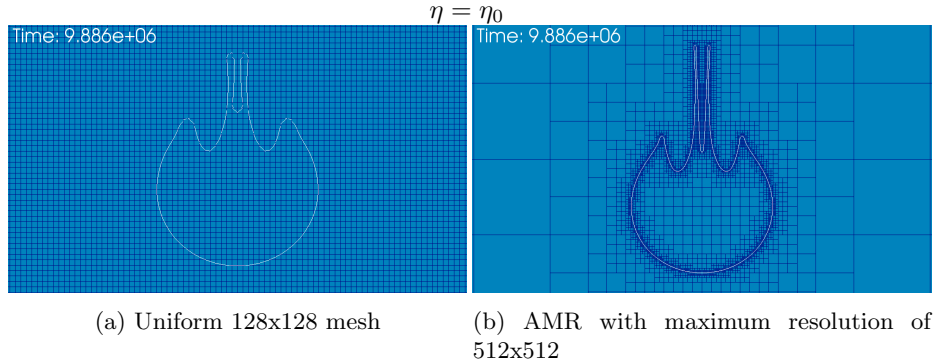 η = η₀
Time: 9.886e+06
Time: 9.886e+06
(a) Uniform 128x128 mesh
(b) AMR with maximum resolution of
512x512